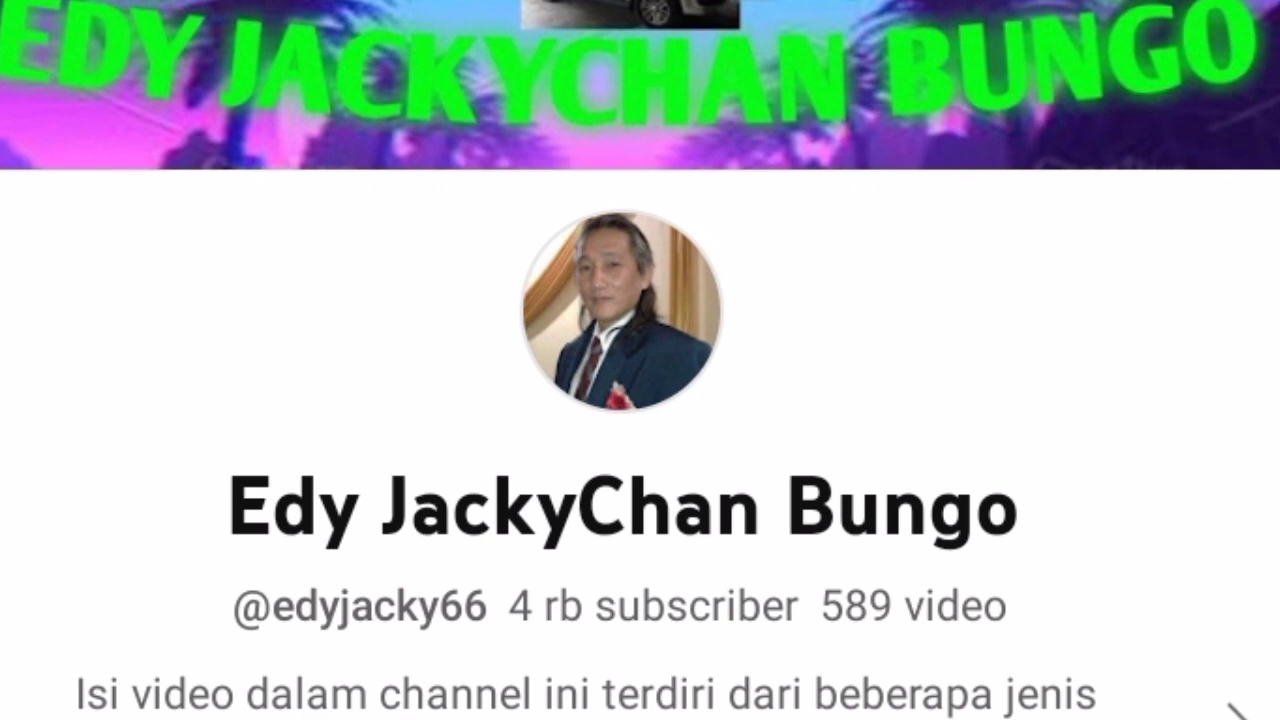 EDY JACKYCHAN BUNGO
Edy JackyChan Bungo
@edyjacky66 4 rb subscriber 589 video
Isi video dalam channel ini terdiri dari beberapa jenis